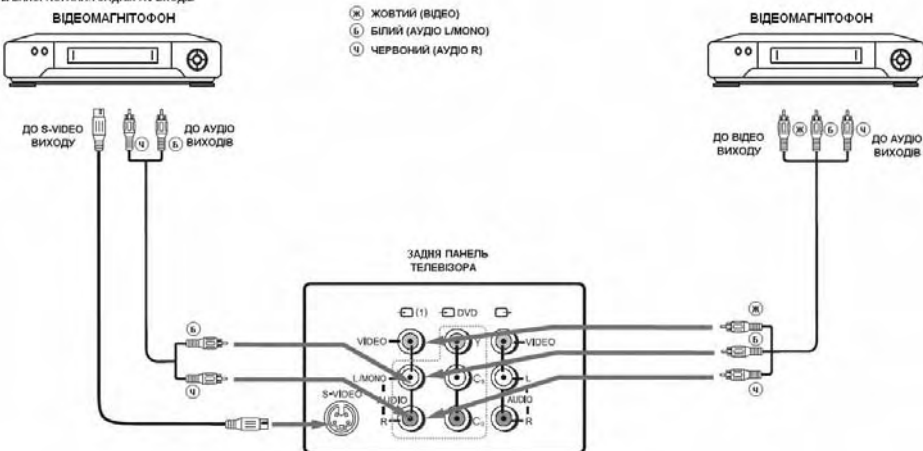 ВІДЕОМАГНІТОФОН
Ж ЖОВТИЙ (ВІДЕО)
Б БІЛИЙ (АУДІО L/MONO)
Ч ЧЕРВОНИЙ (АУДІО R)
ВІДЕОМАГНІТОФОН
ДО S-VIDEO
ВИХОДУ
Ч
Б
ДО АУДІО
ВИХОДІВ
ДО ВІДЕО
ВИХОДУ
Ж
Б
Ч
ДО АУДІО
ВИХОДІВ
ЗАДНЯ ПАНЕЛЬ
ТЕЛЕВІЗОРА
(1)
DVD
Б
Ч
VIDEO
Y
VIDEO
L/MONO
L
S-VIDEO
AUDIO
AUDIO
R
R
Ж
Б
Ч